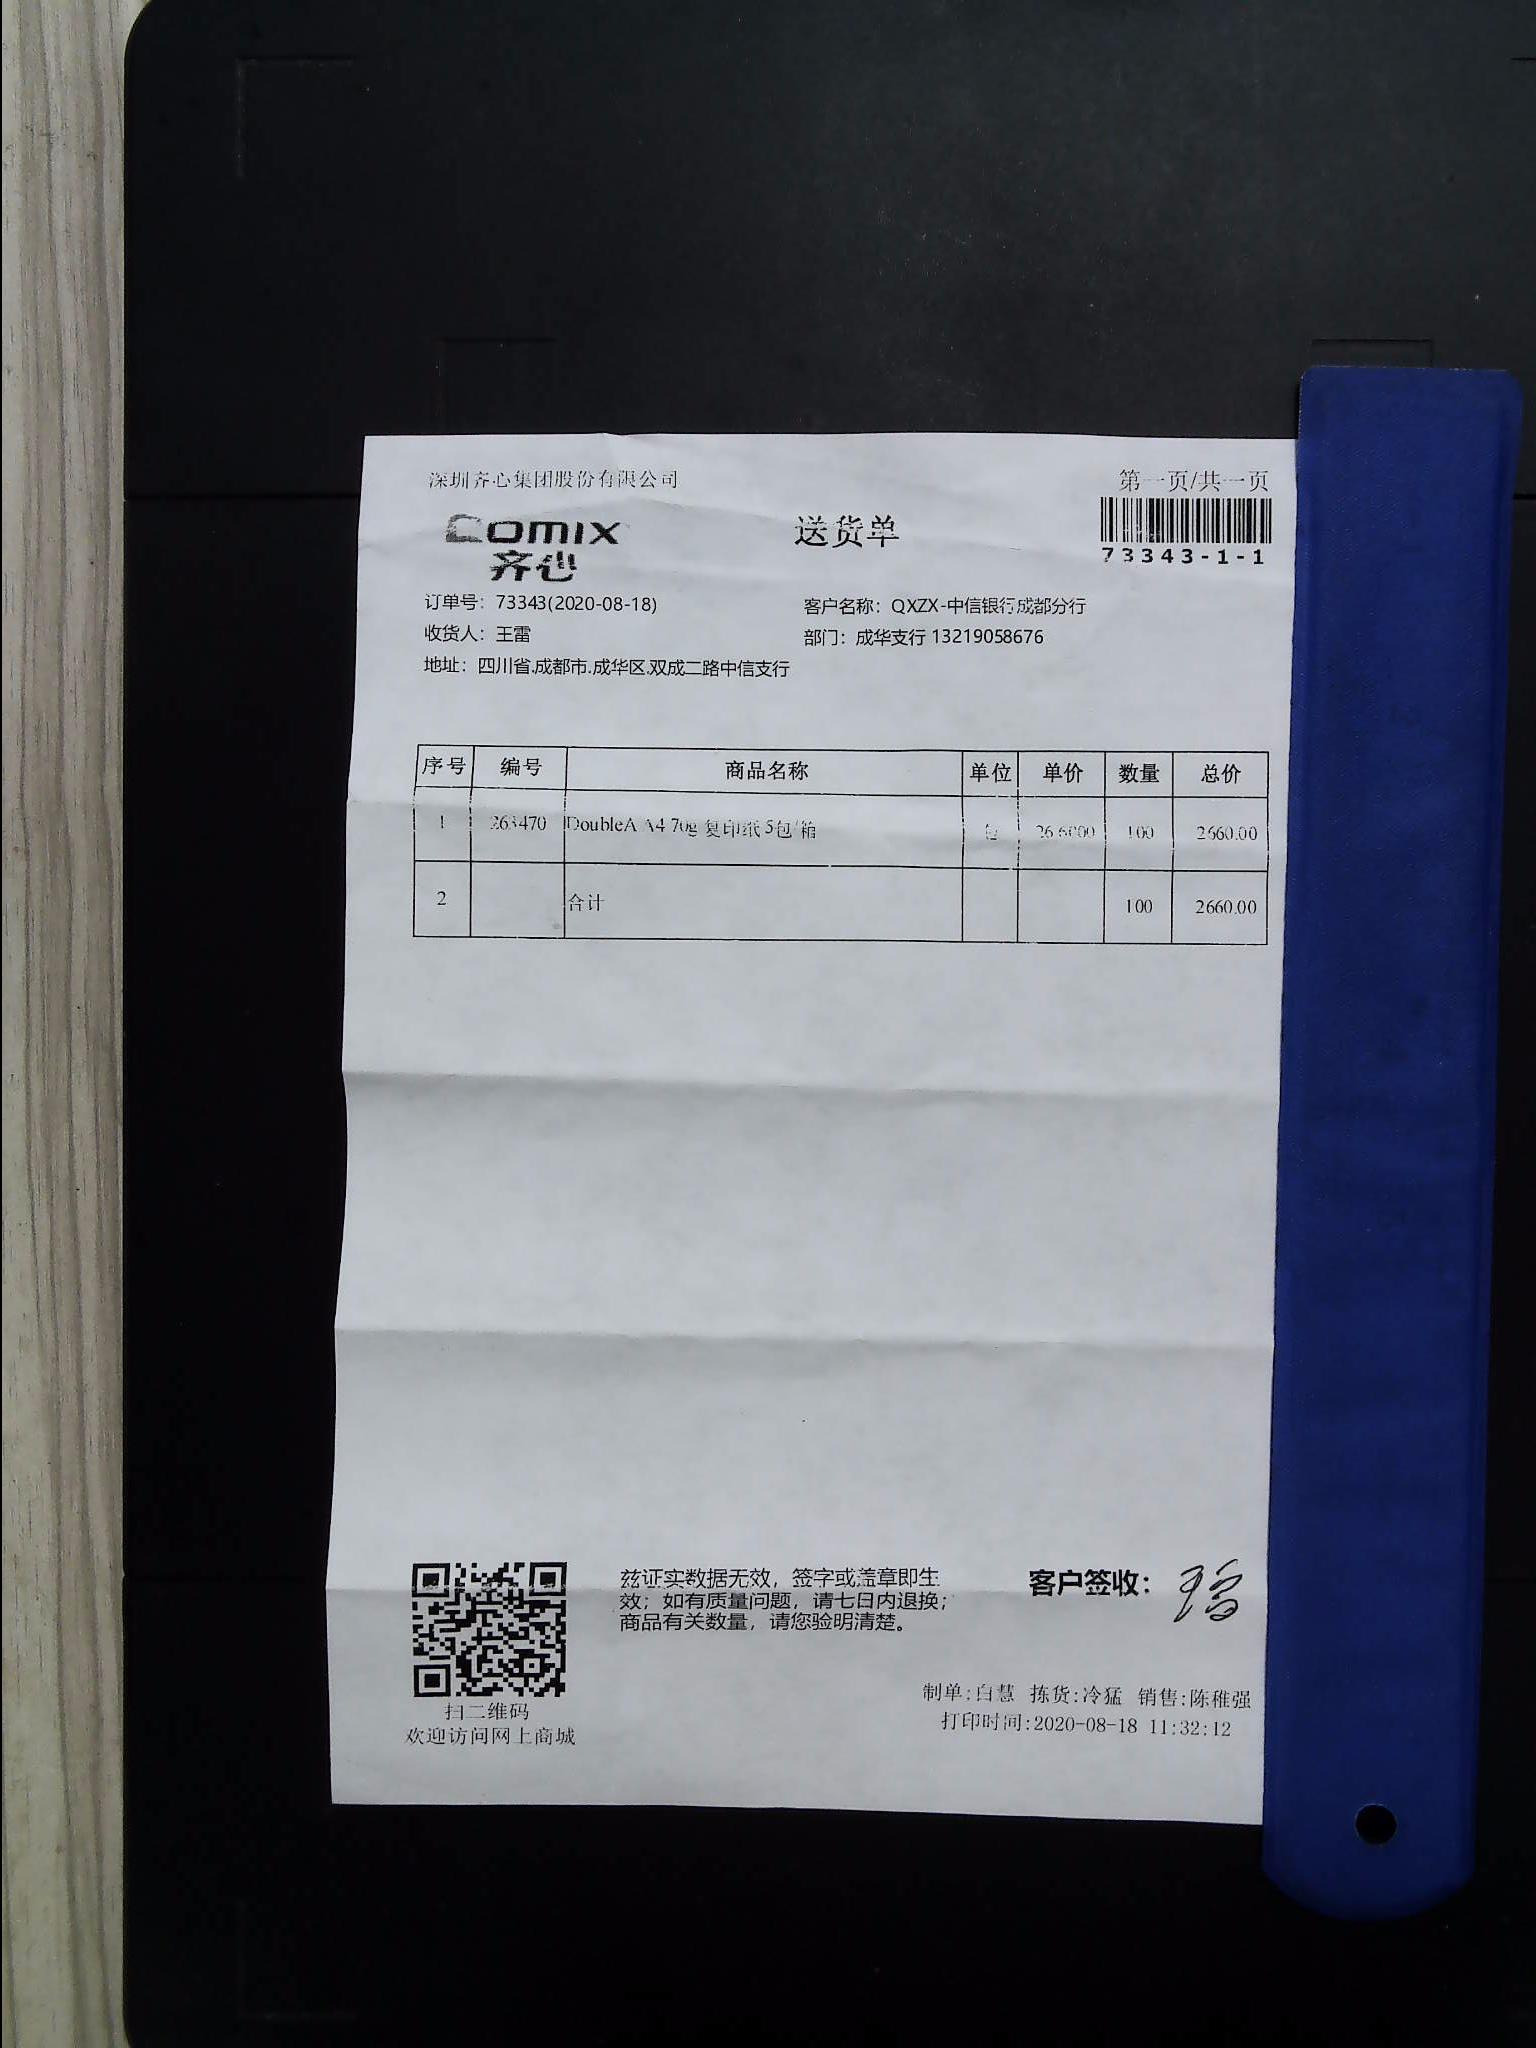 深圳齐心集团股份有限公司
第一页/共一页
comix
齐心
送货单
73343-1-1
订单号：73343(2020-08-18)
客户名称：QXZX-中信银行成都分行
收货人：王雷
部门：成华支行 13219058676
地址：四川省.成都市.成华区.双成二路中信支行
序号 编号 商品名称 单位 单价 数量 总价
1 263470 DoubleA A4 70g 复印纸 5包/箱 包 26.6000 100 2660.00
2 合计 100 2660.00
兹证实数据无效，签字或盖章即生
效；如有质量问题，请七日内退换；
商品有关数量，请您验明清楚。
客户签收：王雷
扫二维码
欢迎访问网上商城
制单:白慧 拣货:冷猛 销售:陈稚强
打印时间:2020-08-18 11:32:12